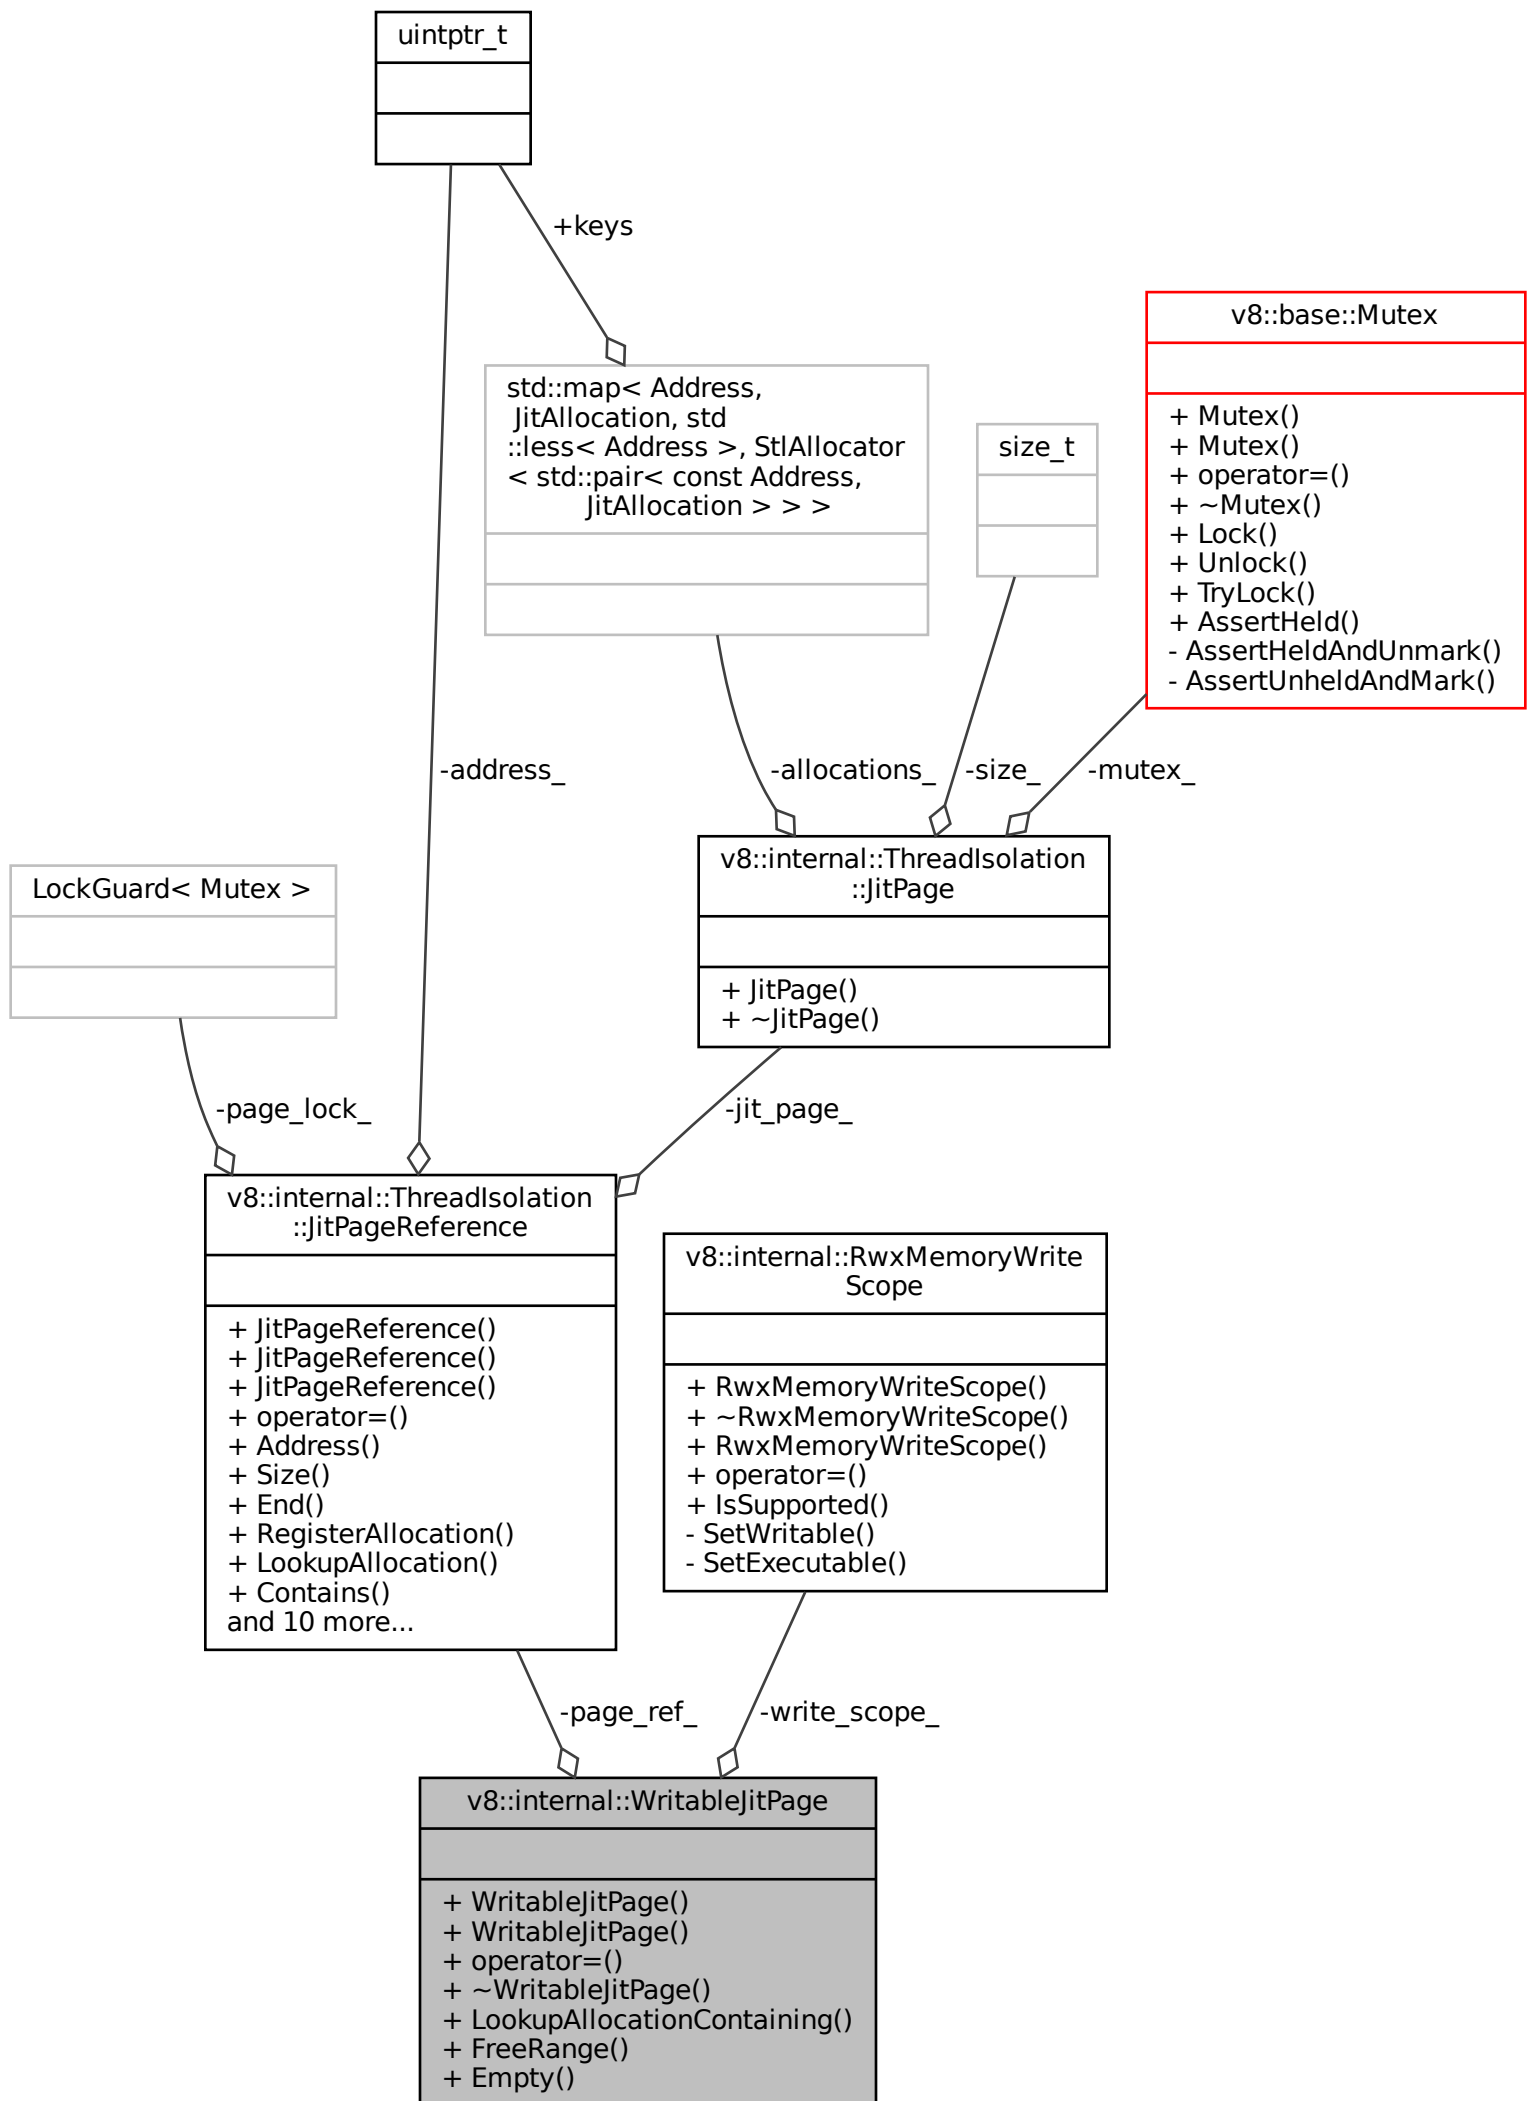 uintptr_t
+keys
v8::base::Mutex
+ Mutex()
+ Mutex()
+ operator=()
+ ~Mutex()
+ Lock()
+ Unlock()
+ TryLock()
+ AssertHeld()
- AssertHeldAndUnmark()
- AssertUnheldAndMark()
std::map< Address,
JitAllocation, std
::less< Address >, StlAllocator
< std::pair< const Address,
JitAllocation > > >
size_t
-address_
-allocations_
-size_
-mutex_
LockGuard< Mutex >
v8::internal::ThreadIsolation
::JitPage
+ JitPage()
+ ~JitPage()
-page_lock_
-jit_page_
v8::internal::ThreadIsolation
::JitPageReference
+ JitPageReference()
+ JitPageReference()
+ JitPageReference()
+ operator=()
+ Address()
+ Size()
+ End()
+ RegisterAllocation()
+ LookupAllocation()
+ Contains()
and 10 more...
v8::internal::RwxMemoryWrite
Scope
+ RwxMemoryWriteScope()
+ ~RwxMemoryWriteScope()
+ RwxMemoryWriteScope()
+ operator=()
+ IsSupported()
- SetWritable()
- SetExecutable()
-page_ref_
-write_scope_
v8::internal::WritableJitPage
+ WritableJitPage()
+ WritableJitPage()
+ operator=()
+ ~WritableJitPage()
+ LookupAllocationContaining()
+ FreeRange()
+ Empty()